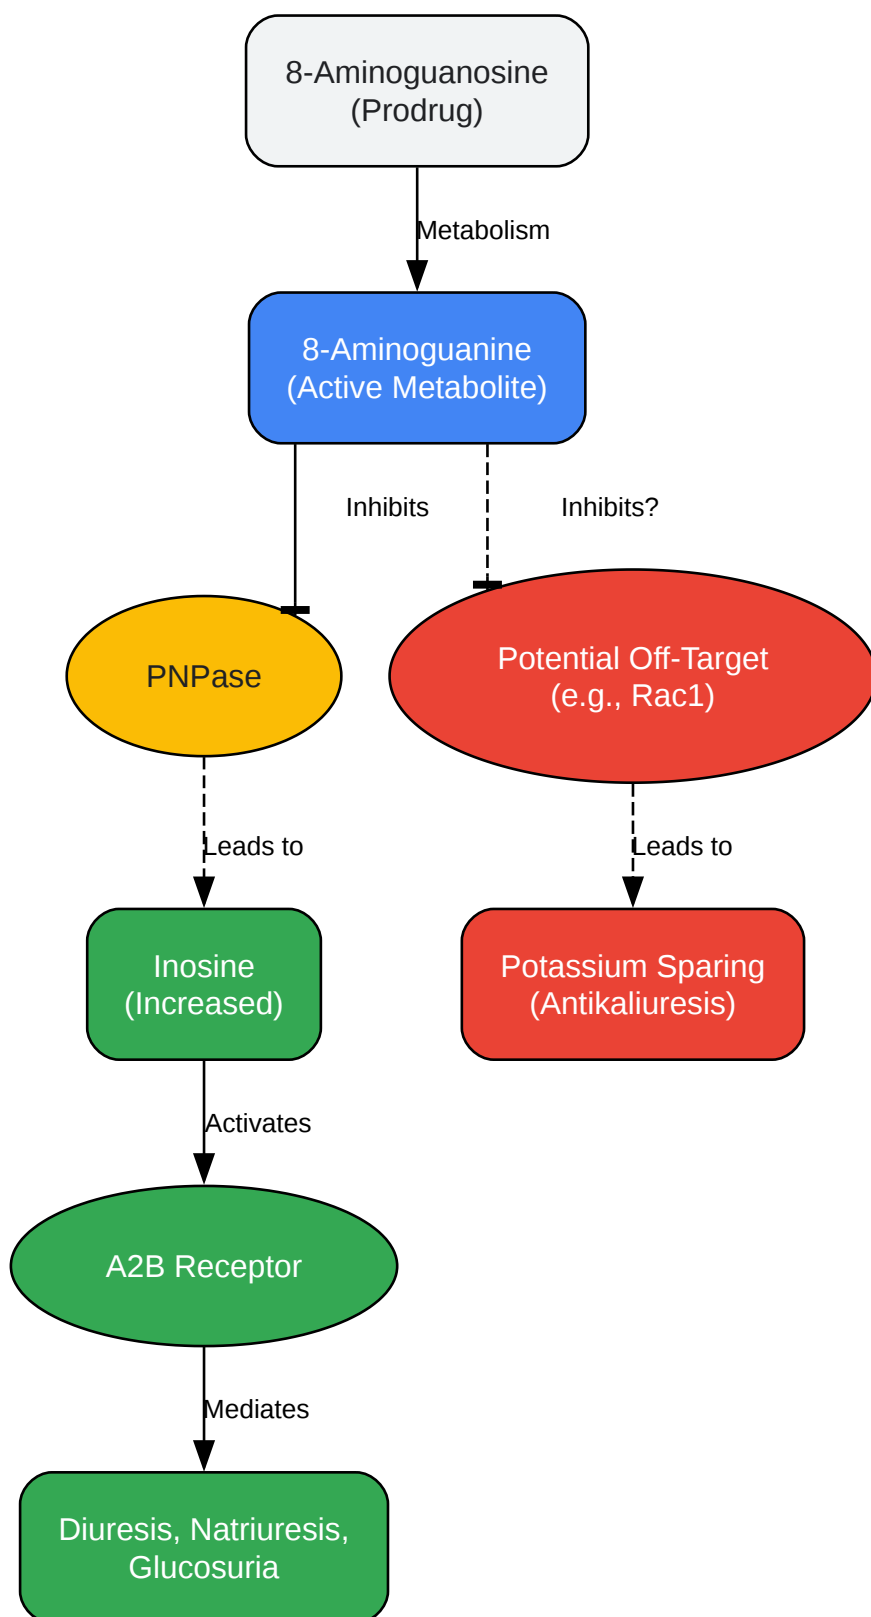 8-Aminoguanosine
(Prodrug)
Metabolism
8-Aminoguanine
(Active Metabolite)
Inhibits
Inhibits?
PNPase
Potential Off-Target
(e.g., Rac1)
Leads to
Leads to
Inosine
(Increased)
Potassium Sparing
(Antikaliuresis)
Activates
A2B Receptor
Mediates
Diuresis, Natriuresis,
Glucosuria